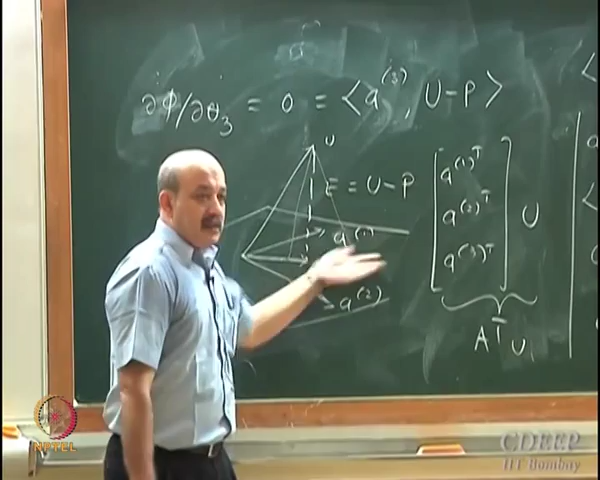 ∂Φ/∂θ₃ = 0 = ⟨a⁽³⁾, U-P⟩
U
E = U-P
a⁽¹⁾
a⁽²⁾
a⁽¹⁾ᵀ
a⁽²⁾ᵀ
a⁽³⁾ᵀ
U
Aᵀ U
NPTEL
CDEEP
IIT Bombay